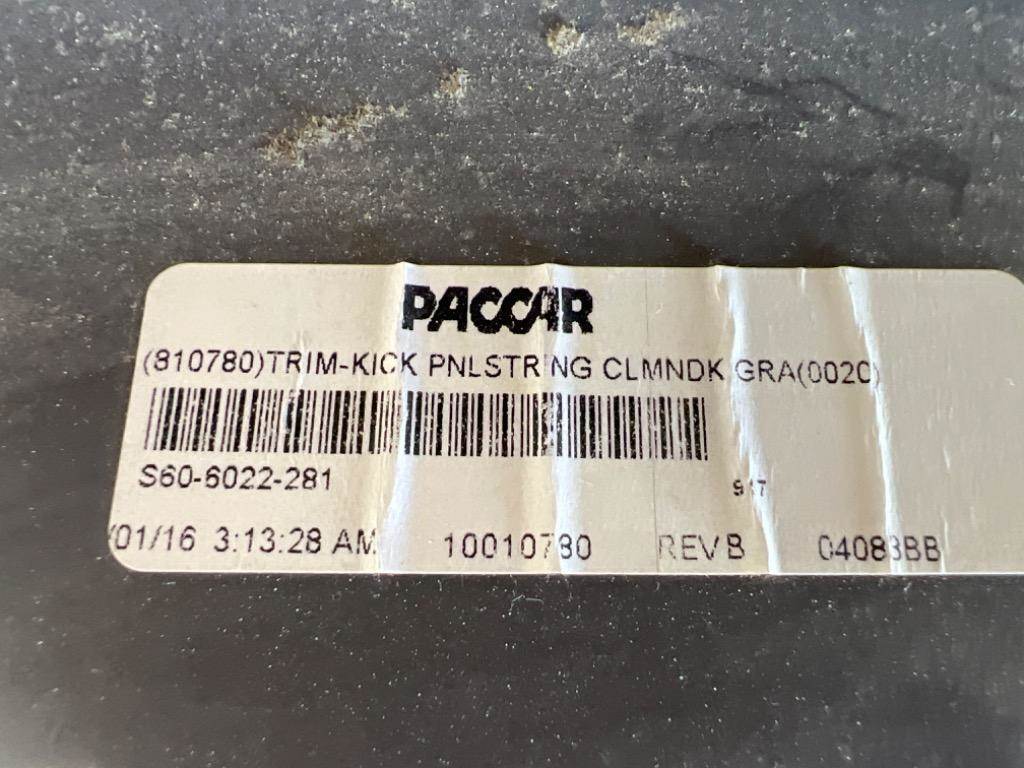 PACCAR
(810780)TRIM-KICK PNLSTRING CLMNDK GRA(0020)
S60-6022-281
/01/16 3:13:28 AM 10010780 REV B 04083BB